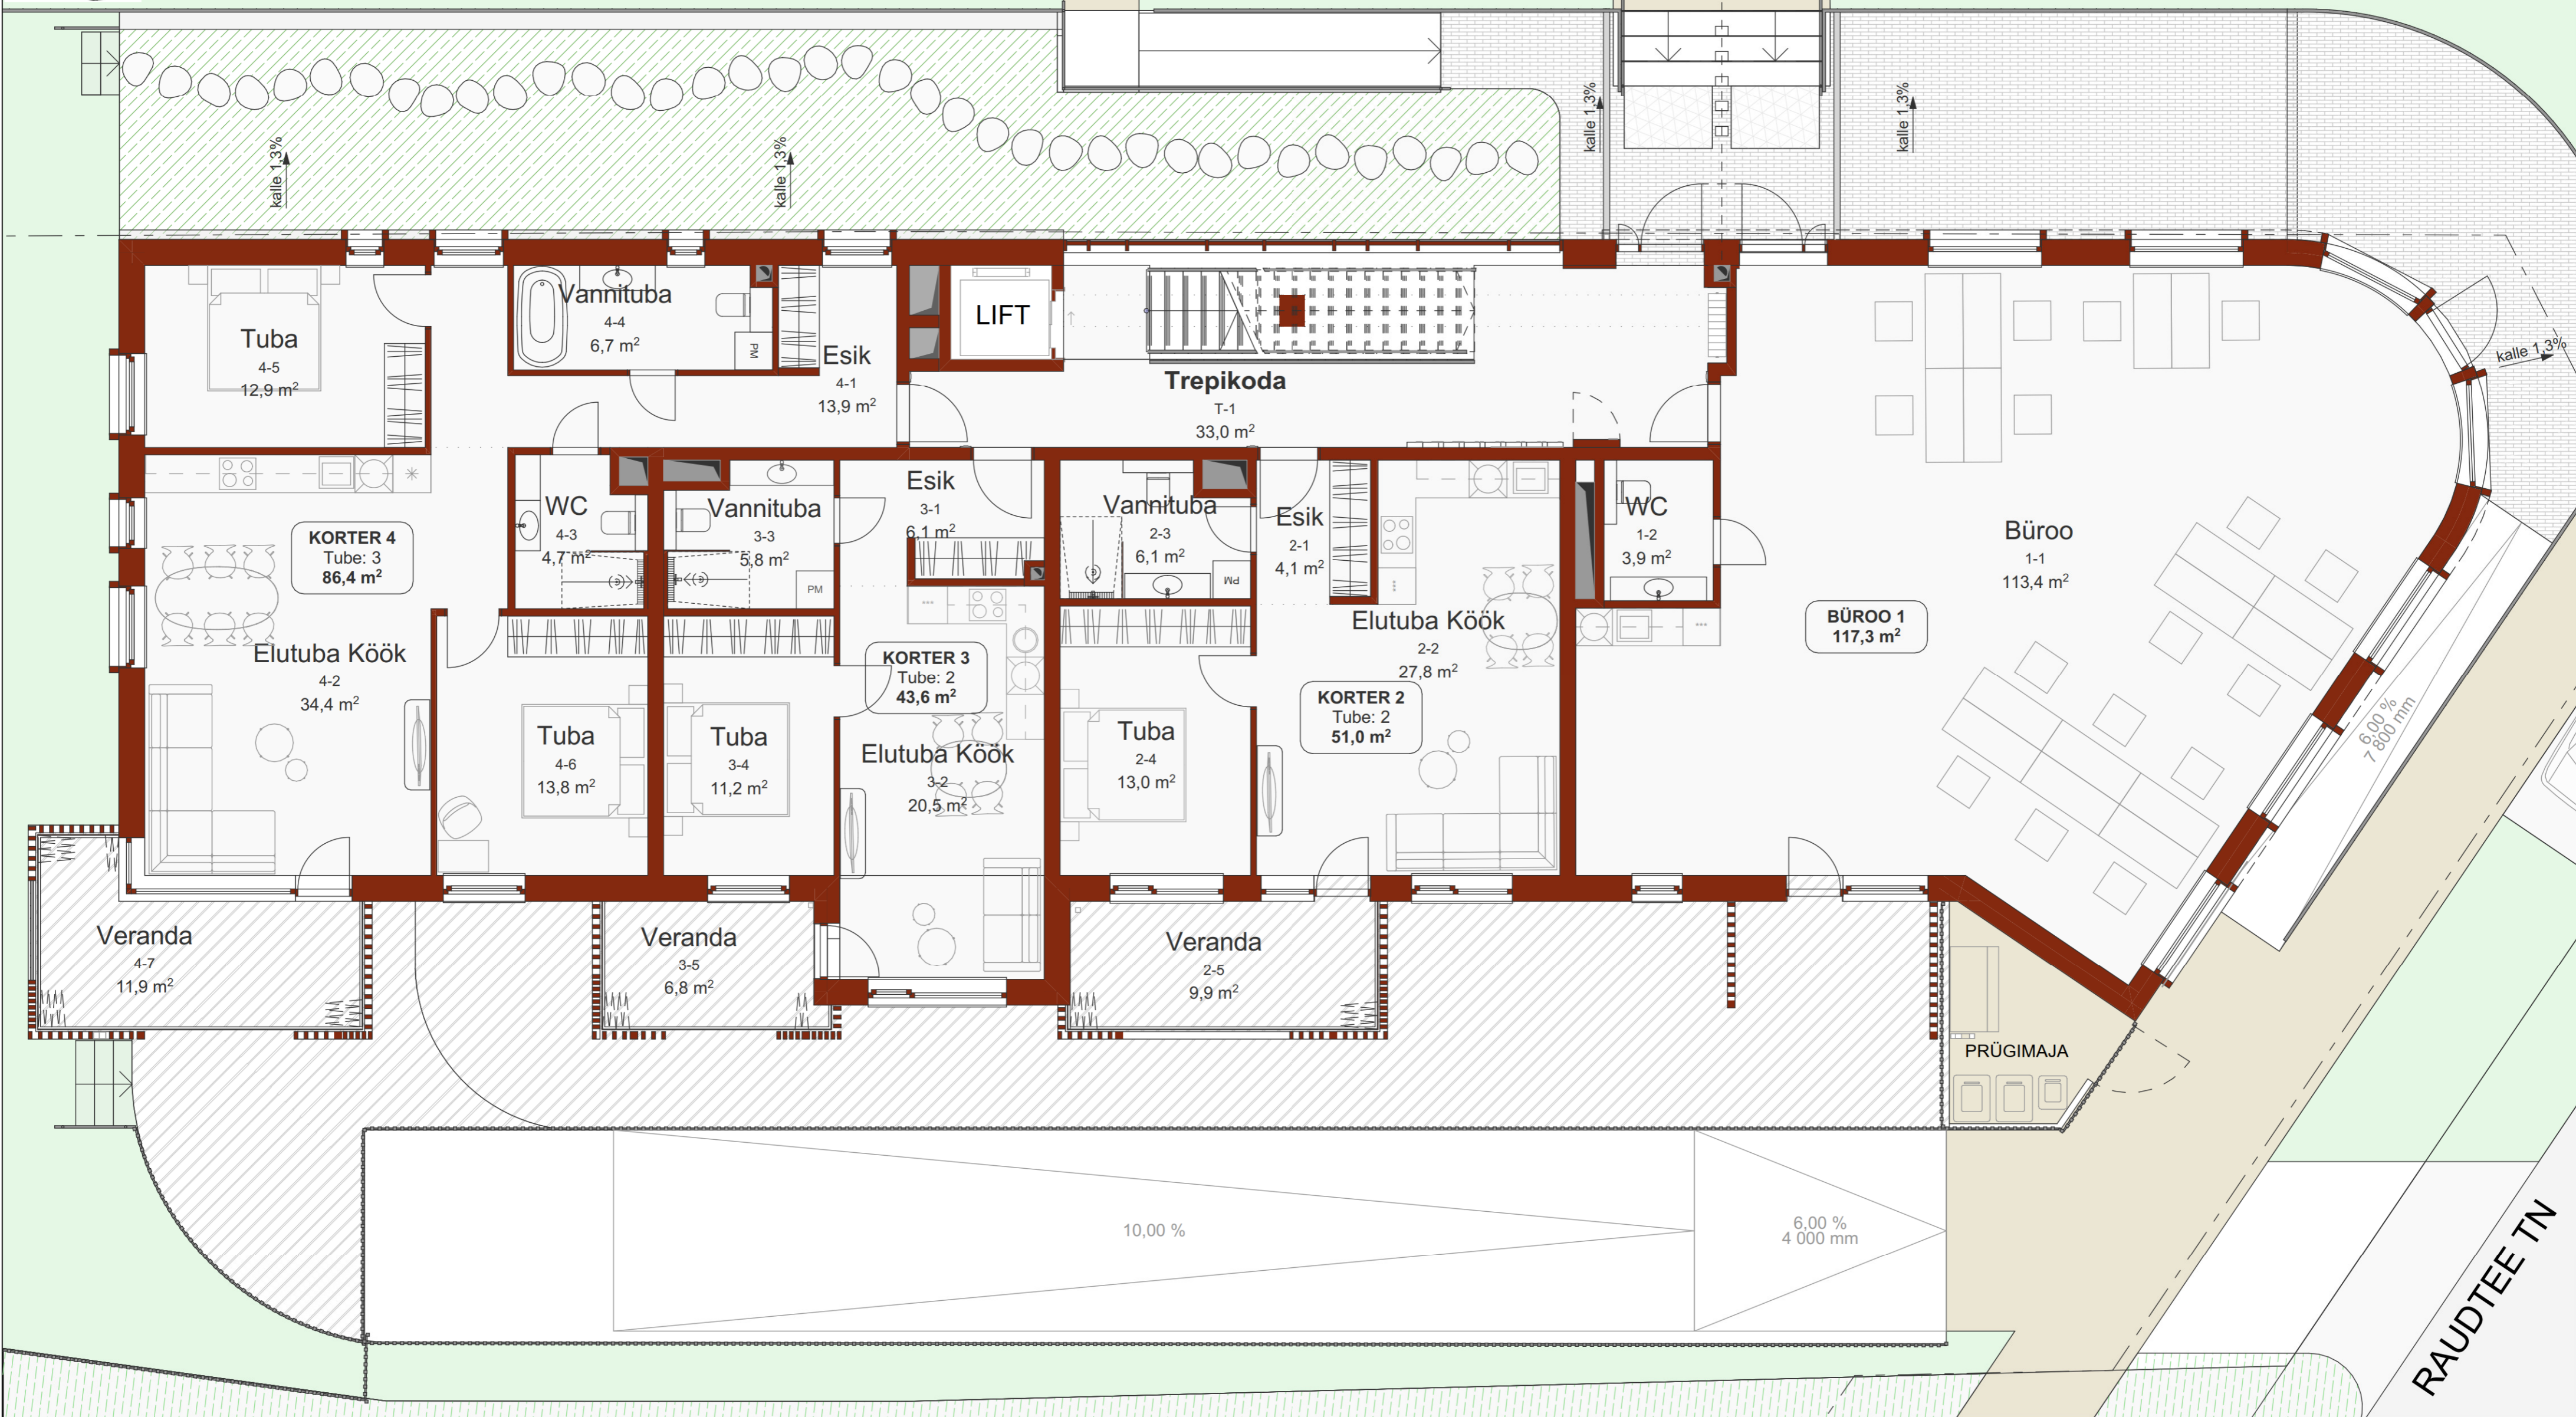 kalle 1,3%
kalle 1,3%
kalle 1,3%
kalle 1,3%
kalle 1,3%
Tuba
4-5
12,9 m²
Vannituba
4-4
6,7 m²
PM
Esik
4-1
13,9 m²
LIFT
Trepikoda
T-1
33,0 m²
KORTER 4
Tube: 3
86,4 m²
WC
4-3
4,7 m²
Vannituba
3-3
5,8 m²
PM
Esik
3-1
6,1 m²
Vannituba
2-3
6,1 m²
PM
Esik
2-1
4,1 m²
WC
1-2
3,9 m²
Büroo
1-1
113,4 m²
BÜROO 1
117,3 m²
Elutuba Köök
4-2
34,4 m²
Tuba
4-6
13,8 m²
Tuba
3-4
11,2 m²
KORTER 3
Tube: 2
43,6 m²
Elutuba Köök
3-2
20,5 m²
Tuba
2-4
13,0 m²
Elutuba Köök
2-2
27,8 m²
KORTER 2
Tube: 2
51,0 m²
6,00 %
7 800 mm
Veranda
4-7
11,9 m²
Veranda
3-5
6,8 m²
Veranda
2-5
9,9 m²
PRÜGIMAJA
10,00 %
6,00 %
4 000 mm
RAUDTEE TN